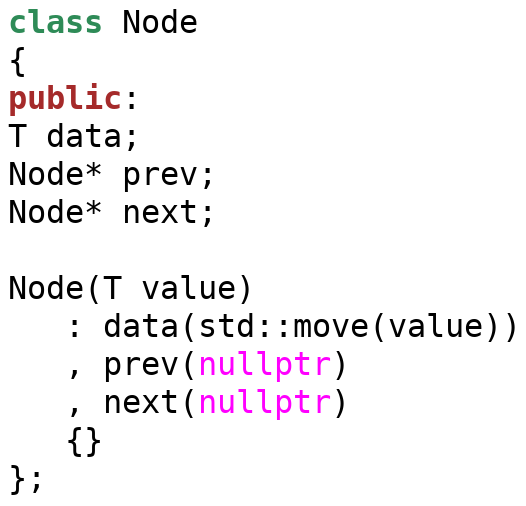 class Node
{
public:
T data;
Node* prev;
Node* next;

Node(T value)
   : data(std::move(value))
   , prev(nullptr)
   , next(nullptr)
   {}
};